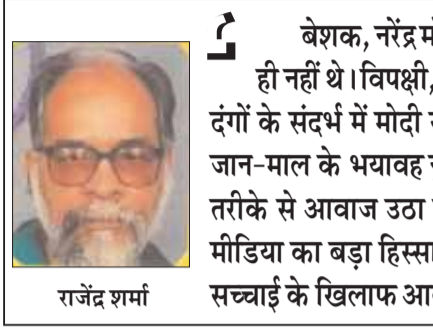 बेशक, नरेंद्र मो
ही नहीं थे। विपक्षी,
दंगों के संदर्भ में मोदी
जान-माल के भयावह
तरीके से आवाज उठा
मीडिया का बड़ा हिस्सा
सच्चाई के खिलाफ आ
राजेंद्र शर्मा